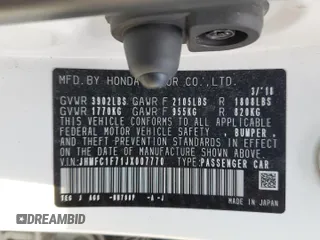 MFD. BY HONDA MOTOR CO., LTD. 3/'18
GVWR 3902LBS GAWR F 2105LBS R 1808LBS
GVWR 1770KG GAWR F 955KG R 820KG
THIS VEHICLE CONFORMS TO ALL APPLICABLE
FEDERAL MOTOR VEHICLE SAFETY, BUMPER,
AND THEFT PREVENTION STANDARDS IN EFFECT
ON THE DATE OF MANUFACTURE SHOWN ABOVE.
V.I.N.: JHMFC1F71JX007770 TYPE: PASSENGER CAR
MADE IN JAPAN
-A-J
DREAMBID